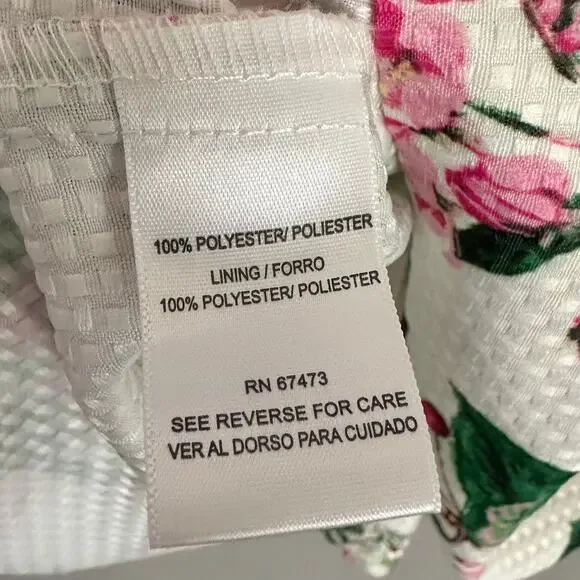 100% POLYESTER/ POLIESTER
LINING / FORRO
100% POLYESTER/ POLIESTER
RN 67473
SEE REVERSE FOR CARE
VER AL DORSO PARA CUIDADO